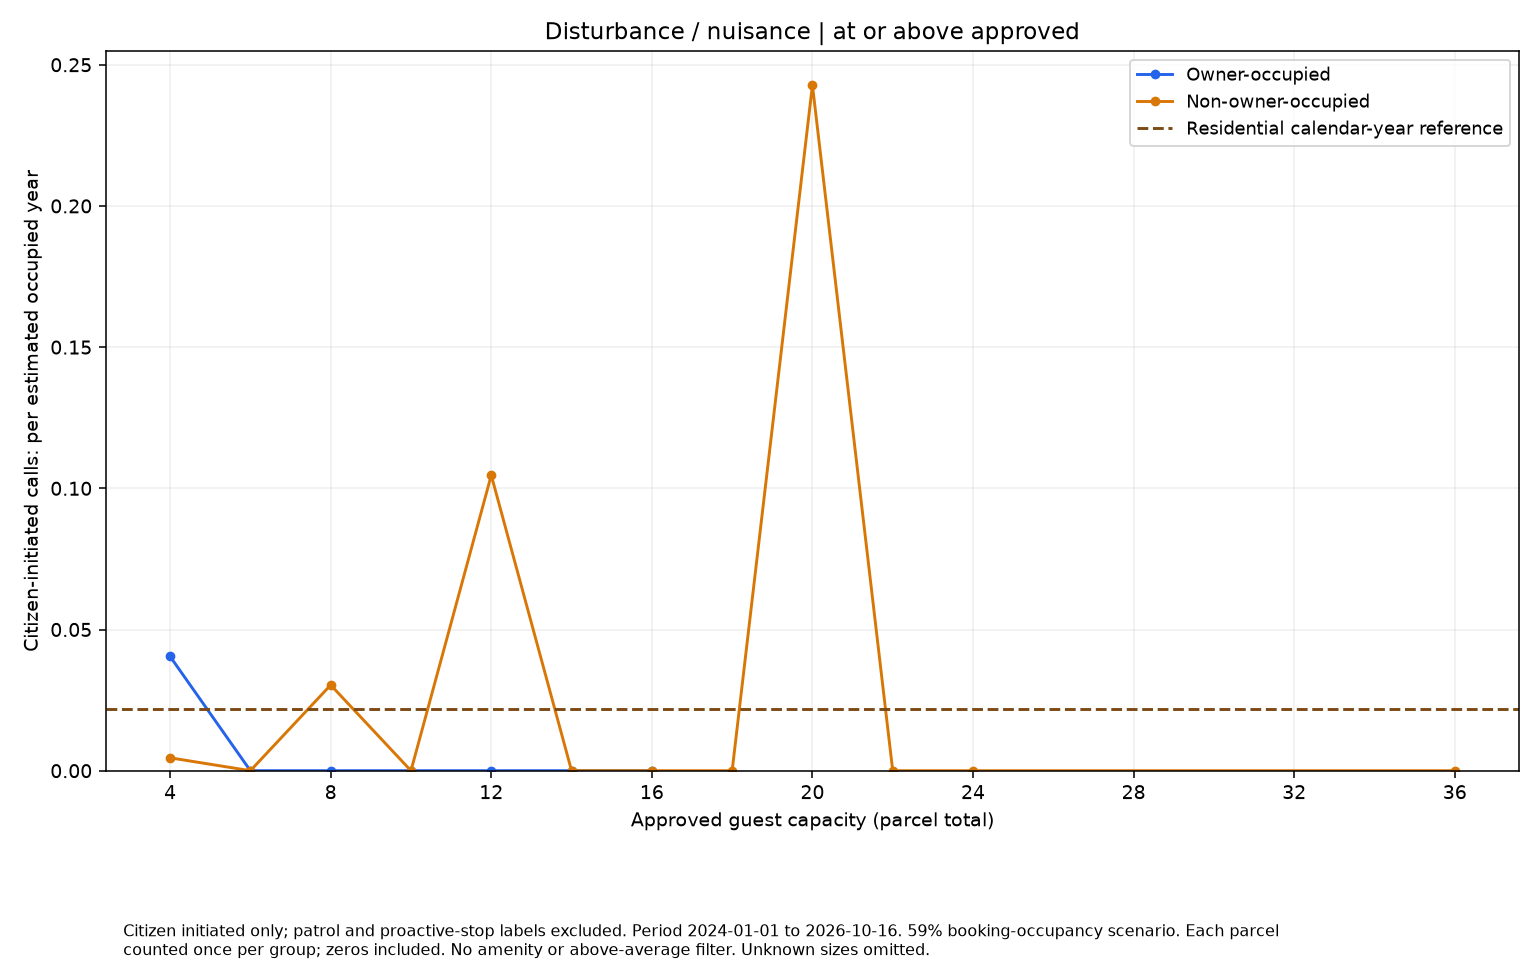 Disturbance / nuisance | at or above approved
Owner-occupied
Non-owner-occupied
Residential calendar-year reference
Citizen-initiated calls: per estimated occupied year
0.25
0.20
0.15
0.10
0.05
0.00
4 8 12 16 20 24 28 32 36
Approved guest capacity (parcel total)
Citizen initiated only; patrol and proactive-stop labels excluded. Period 2024-01-01 to 2026-10-16. 59% booking-occupancy scenario. Each parcel
counted once per group; zeros included. No amenity or above-average filter. Unknown sizes omitted.